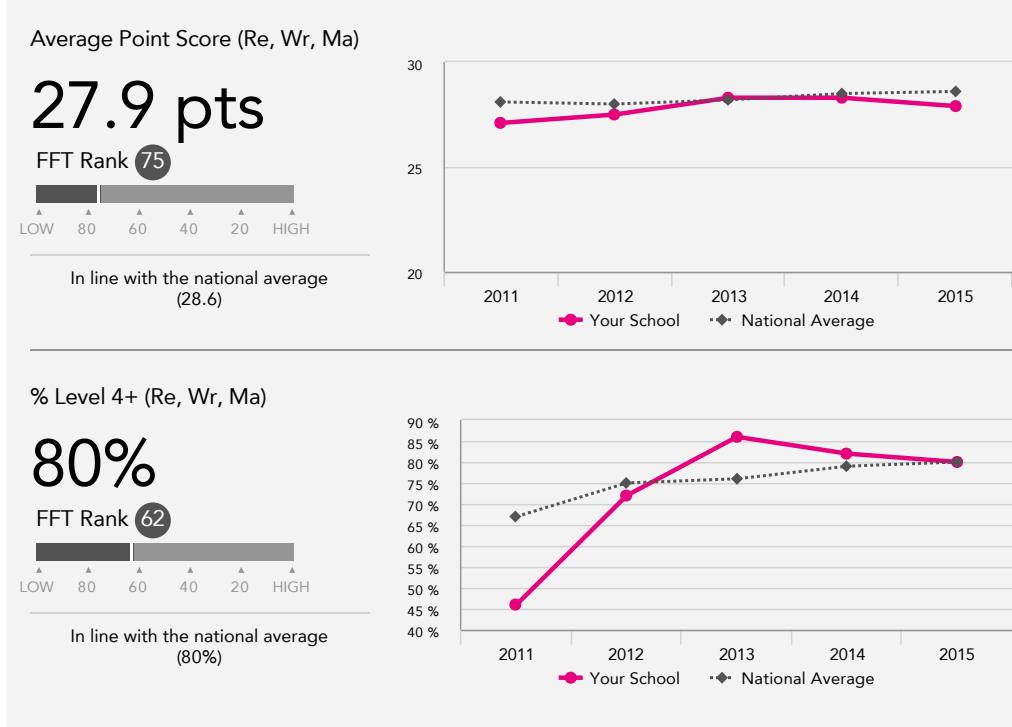 Average Point Score (Re, Wr, Ma)
27.9 pts
FFT Rank 75
LOW 80 60 40 20 HIGH
In line with the national average
(28.6)
30
25
20
2011 2012 2013 2014 2015
Your School National Average
% Level 4+ (Re, Wr, Ma)
80%
FFT Rank 62
LOW 80 60 40 20 HIGH
In line with the national average
(80%)
90 %
85 %
80 %
75 %
70 %
65 %
60 %
55 %
50 %
45 %
40 %
2011 2012 2013 2014 2015
Your School National Average